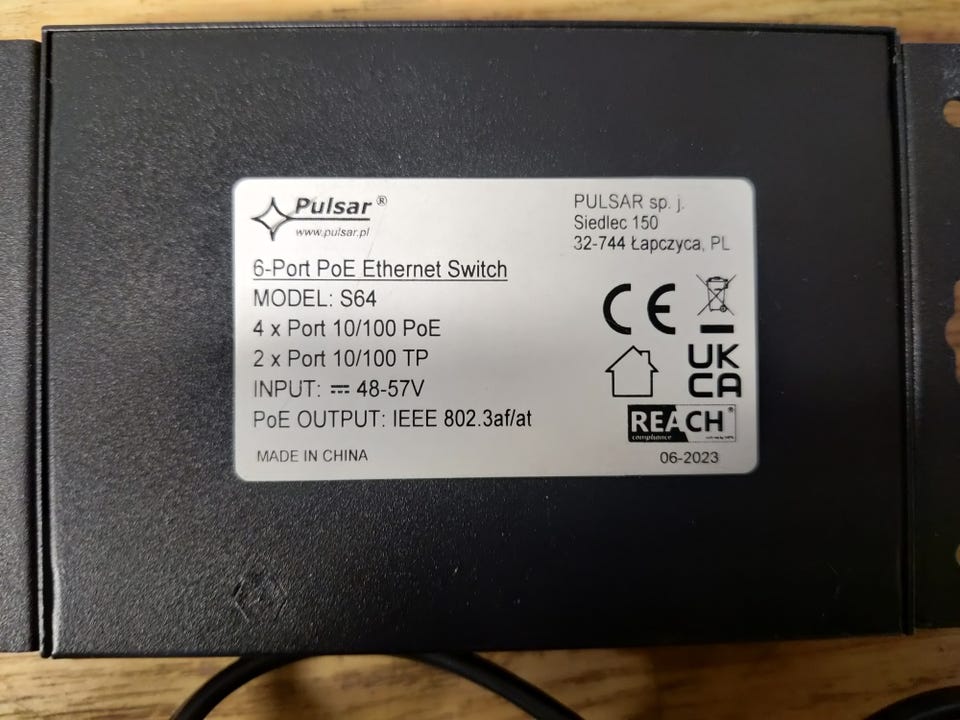 Pulsar ®
www.pulsar.pl
PULSAR sp. j.
Siedlec 150
32-744 Łapczyca, PL
6-Port PoE Ethernet Switch
MODEL: S64
4 x Port 10/100 PoE
2 x Port 10/100 TP
INPUT: ⎓ 48-57V
PoE OUTPUT: IEEE 802.3af/at
MADE IN CHINA
CE
UK
CA
REACH®
compliance
06-2023